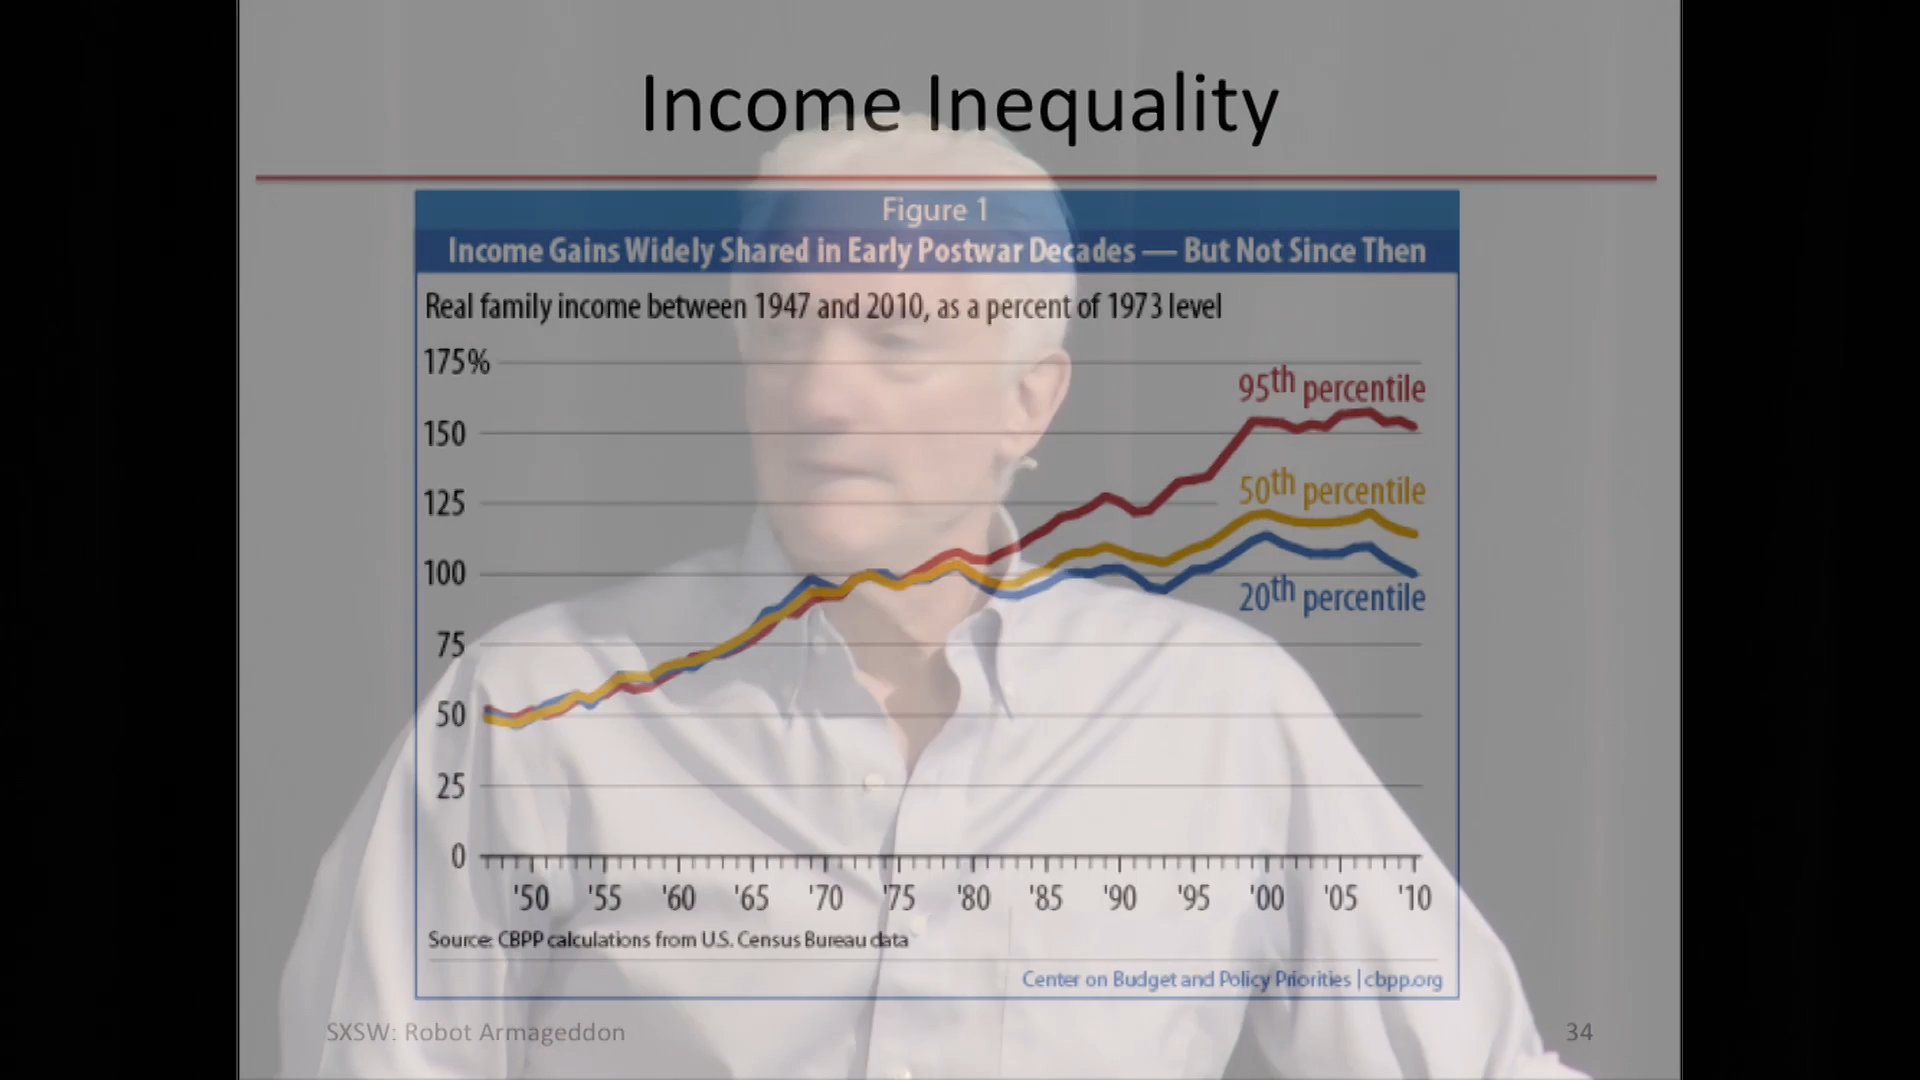 Income Inequality
Figure 1
Income Gains Widely Shared in Early Postwar Decades — But Not Since Then
Real family income between 1947 and 2010, as a percent of 1973 level
175%
150
125
100
75
50
25
0
95th percentile
50th percentile
20th percentile
'50 '55 '60 '65 '70 '75 '80 '85 '90 '95 '00 '05 '10
Source: CBPP calculations from U.S. Census Bureau data
Center on Budget and Policy Priorities | cbpp.org
SXSW: Robot Armageddon
34